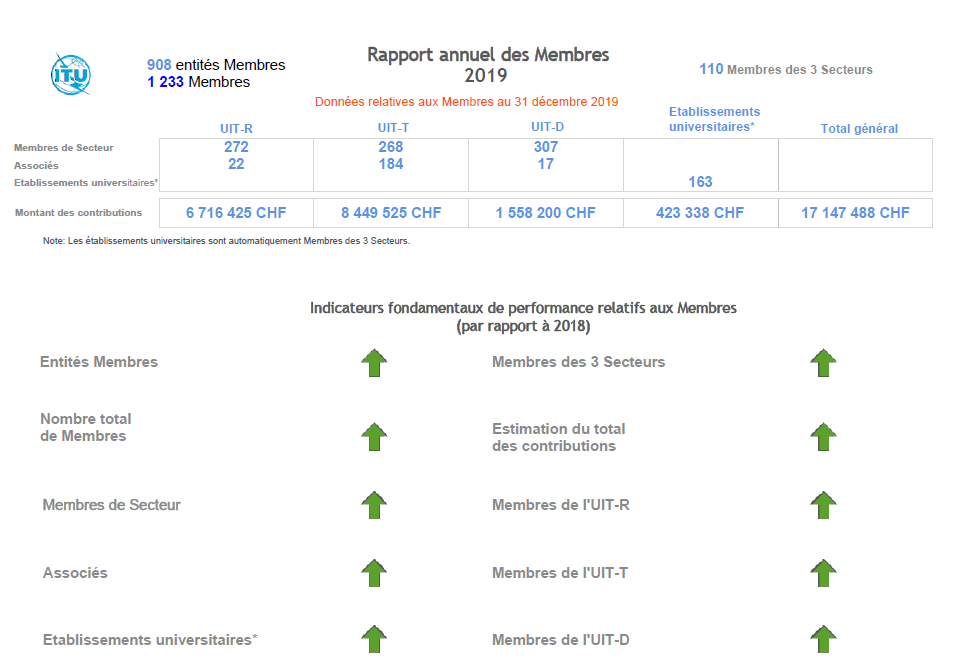 ITU
908 entités Membres
1 233 Membres
Rapport annuel des Membres
2019
110 Membres des 3 Secteurs
Données relatives aux Membres au 31 décembre 2019
UIT-R UIT-T UIT-D Etablissements universitaires* Total général
Membres de Secteur 272 268 307
Associés 22 184 17
Etablissements universitaires* 163
Montant des contributions 6 716 425 CHF 8 449 525 CHF 1 558 200 CHF 423 338 CHF 17 147 488 CHF
Note: Les établissements universitaires sont automatiquement Membres des 3 Secteurs.
Indicateurs fondamentaux de performance relatifs aux Membres
(par rapport à 2018)
Entités Membres Membres des 3 Secteurs
Nombre total
de Membres
Estimation du total
des contributions
Membres de Secteur Membres de l'UIT-R
Associés Membres de l'UIT-T
Etablissements universitaires* Membres de l'UIT-D